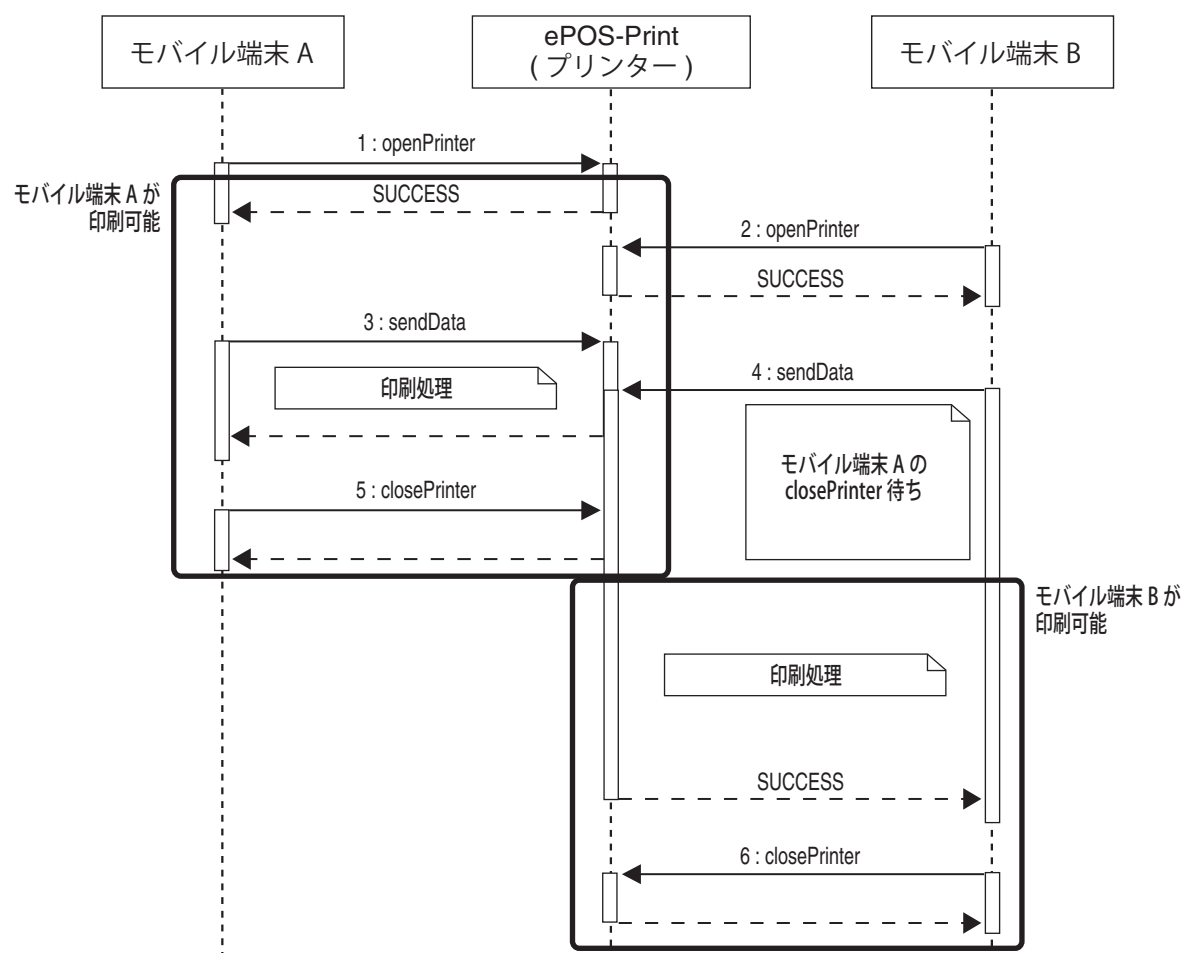 モバイル端末 A
ePOS-Print
( プリンター )
モバイル端末 B
1 : openPrinter
モバイル端末 A が
印刷可能
SUCCESS
2 : openPrinter
SUCCESS
3 : sendData
印刷処理
4 : sendData
モバイル端末 A の
closePrinter 待ち
5 : closePrinter
モバイル端末 B が
印刷可能
印刷処理
SUCCESS
6 : closePrinter